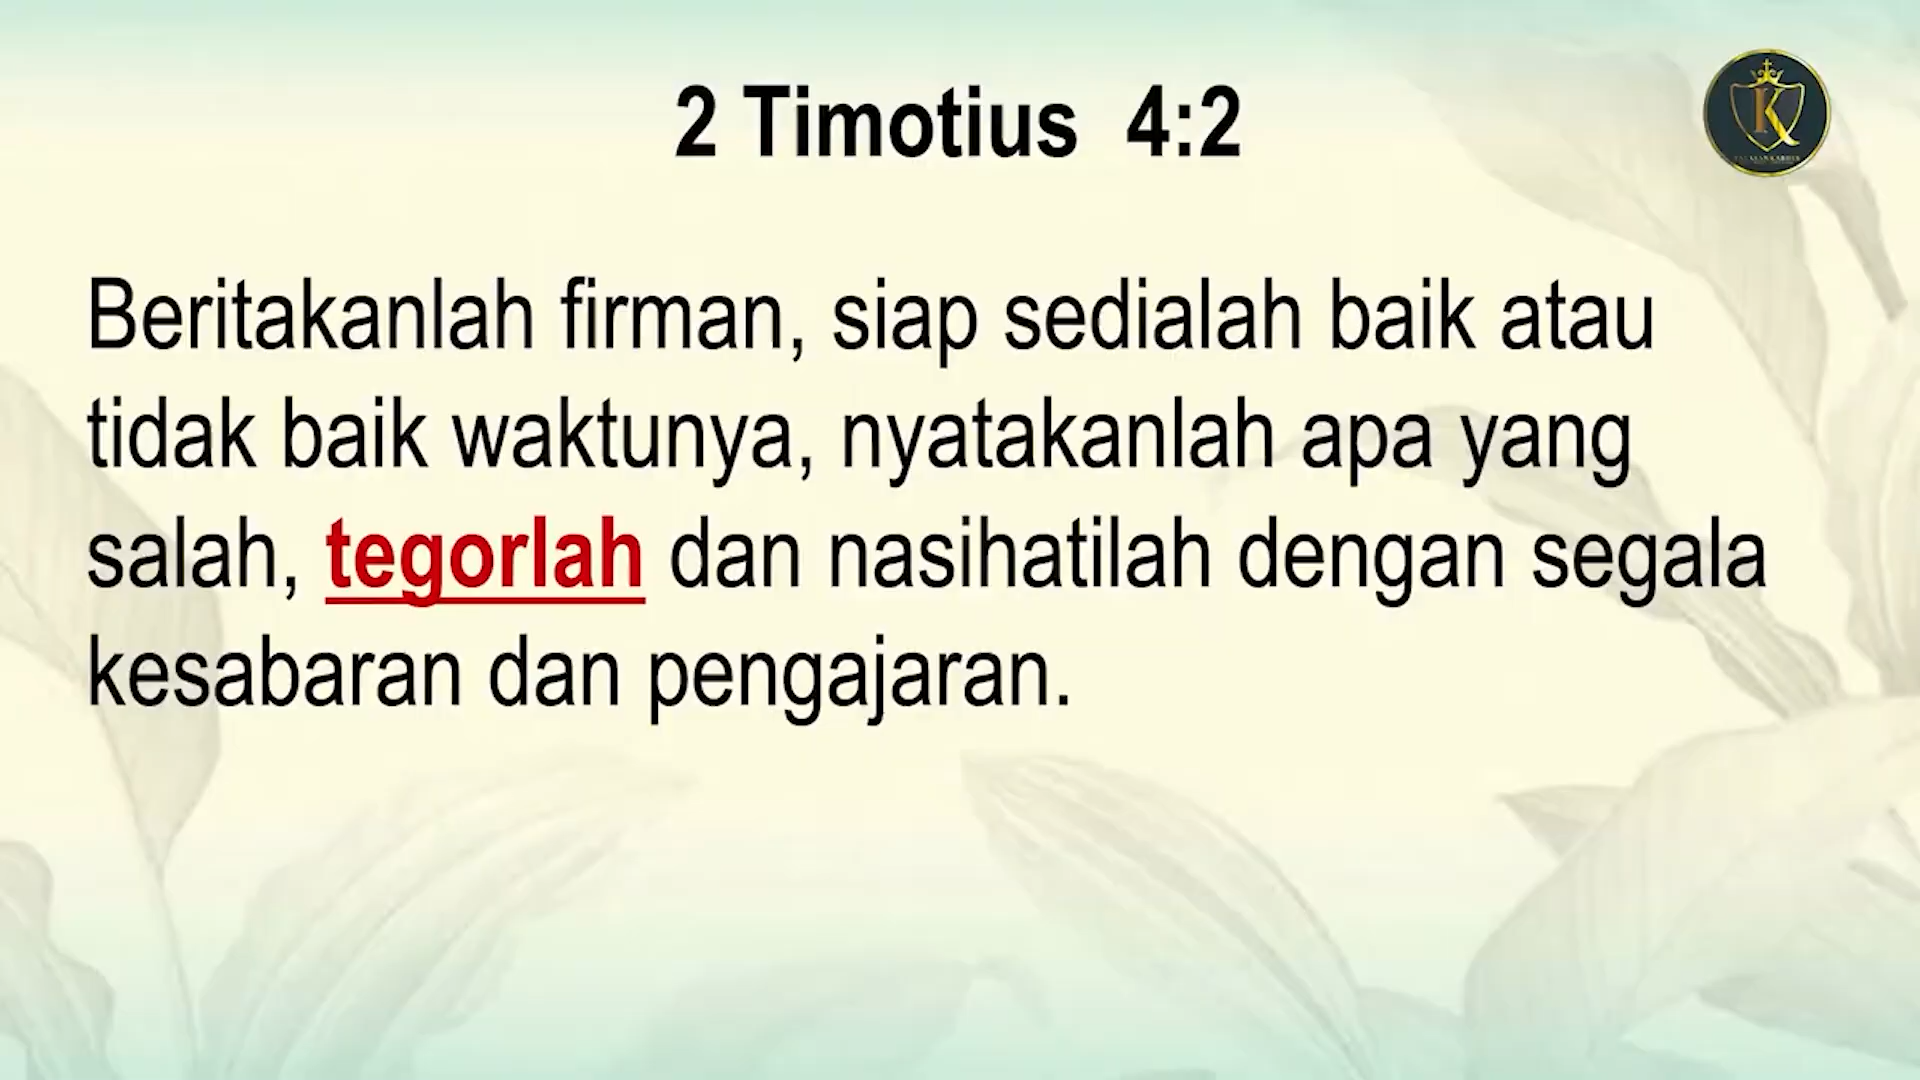 2 Timotius 4:2
Beritakanlah firman, siap sedialah baik atau
tidak baik waktunya, nyatakanlah apa yang
salah, tegorlah dan nasihatilah dengan segala
kesabaran dan pengajaran.
K